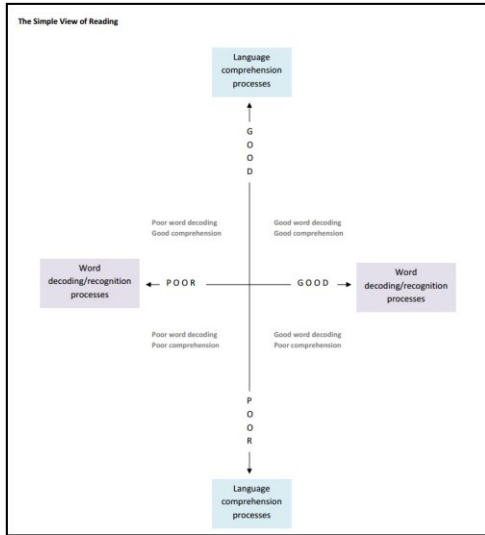 The Simple View of Reading
Language
comprehension
processes
G
O
O
D
Poor word decoding
Good comprehension
Good word decoding
Good comprehension
Word
decoding/recognition
processes
POOR
GOOD
Word
decoding/recognition
processes
Poor word decoding
Poor comprehension
Good word decoding
Poor comprehension
P
O
O
R
Language
comprehension
processes